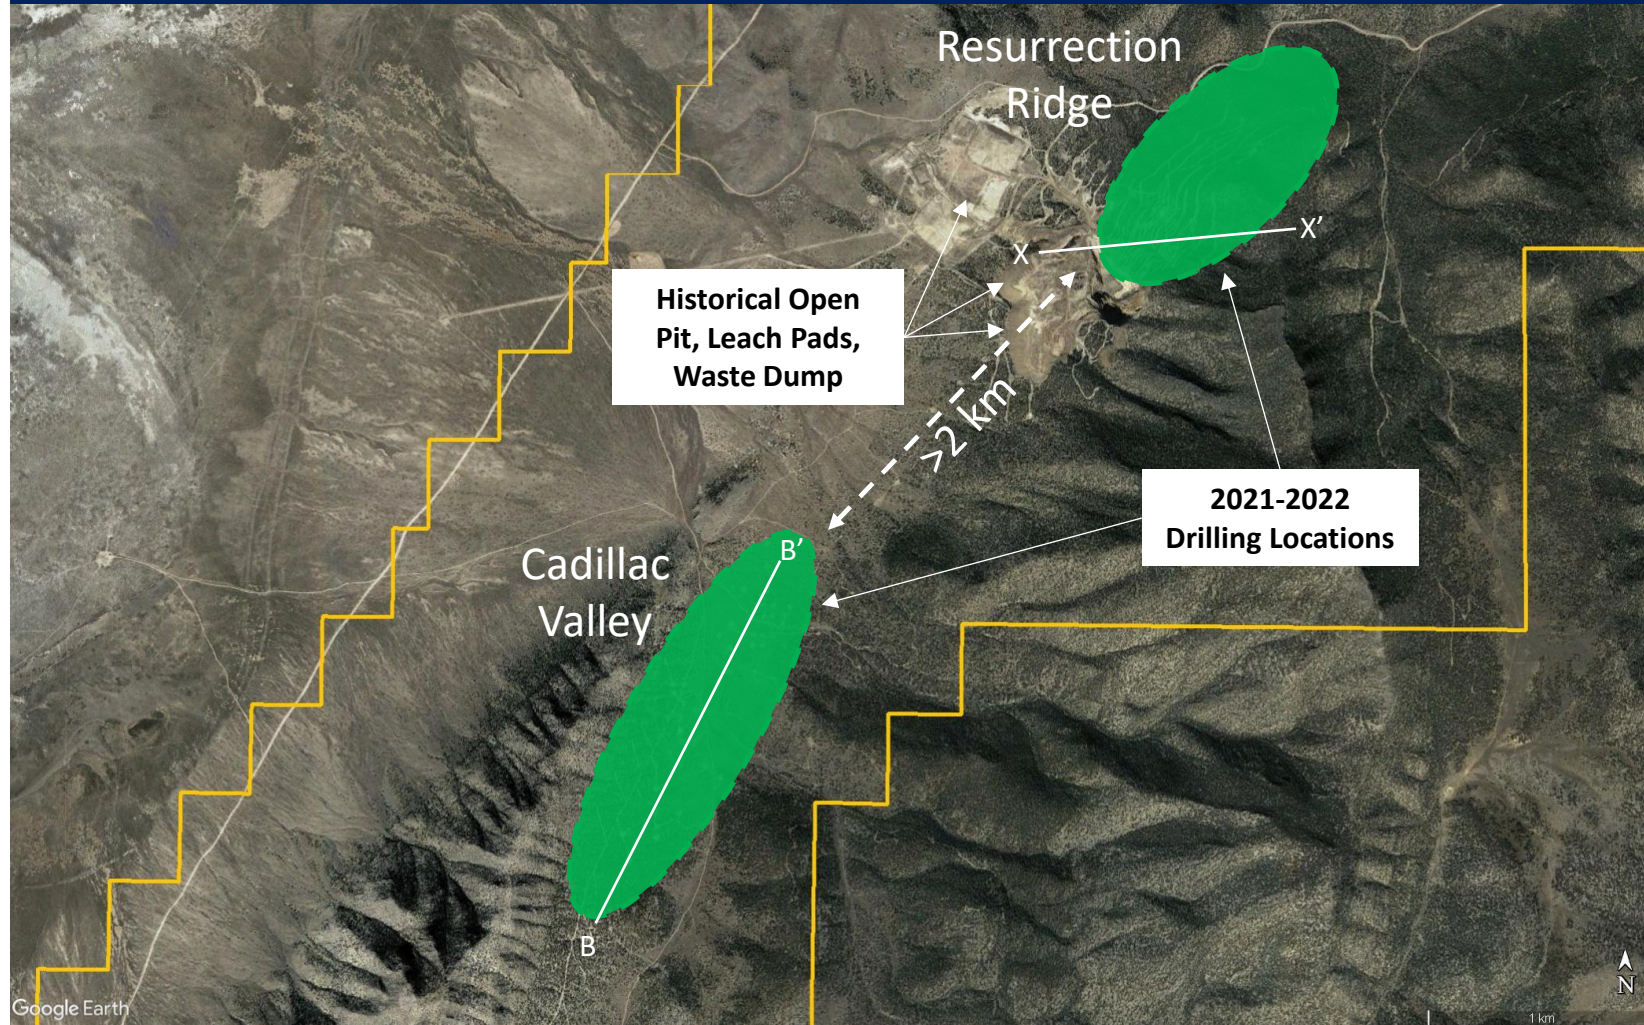 Resurrection
Ridge
X
X’
Historical Open
Pit, Leach Pads,
Waste Dump
>2 km
2021-2022
Drilling Locations
Cadillac
Valley
B’
B
N
Google Earth
1 km